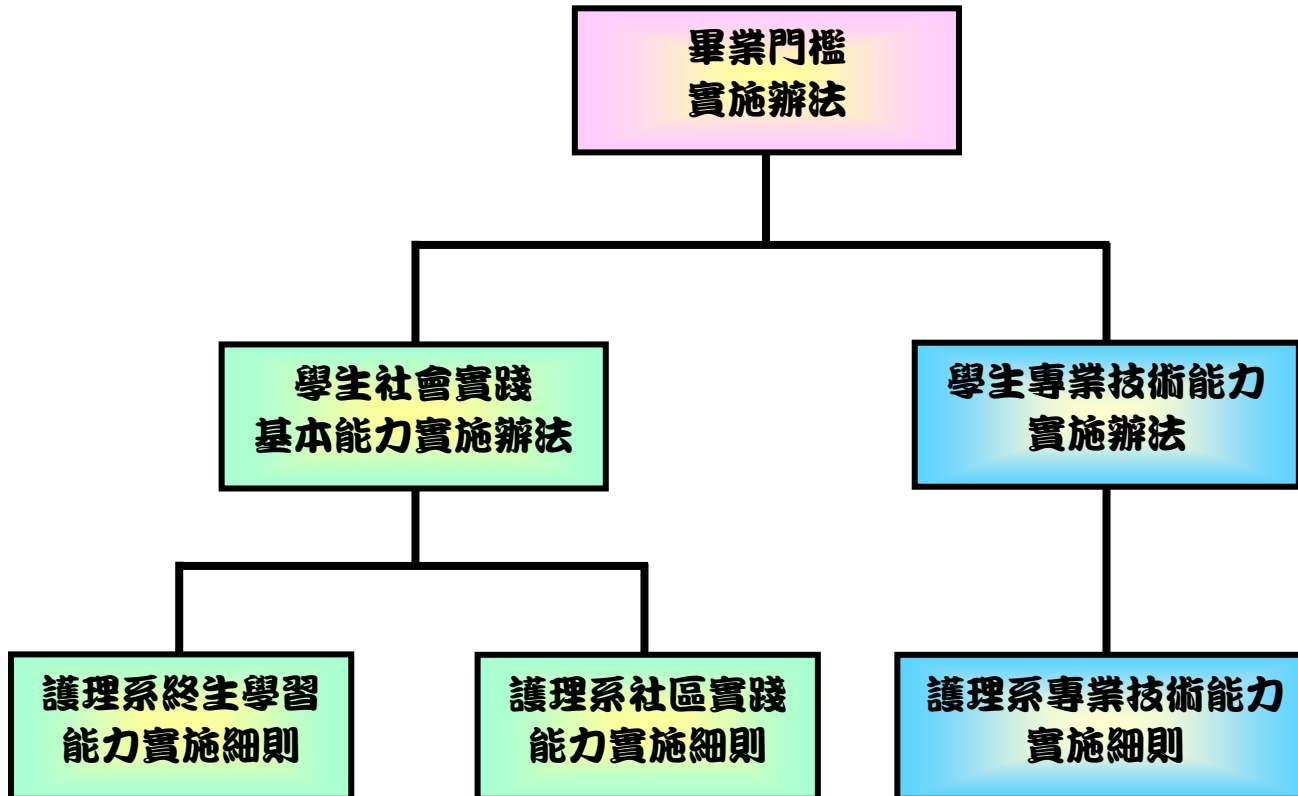 畢業門檻
實施辦法
學生社會實踐
基本能力實施辦法
學生專業技術能力
實施辦法
護理系終生學習
能力實施細則
護理系社區實踐
能力實施細則
護理系專業技術能力
實施細則